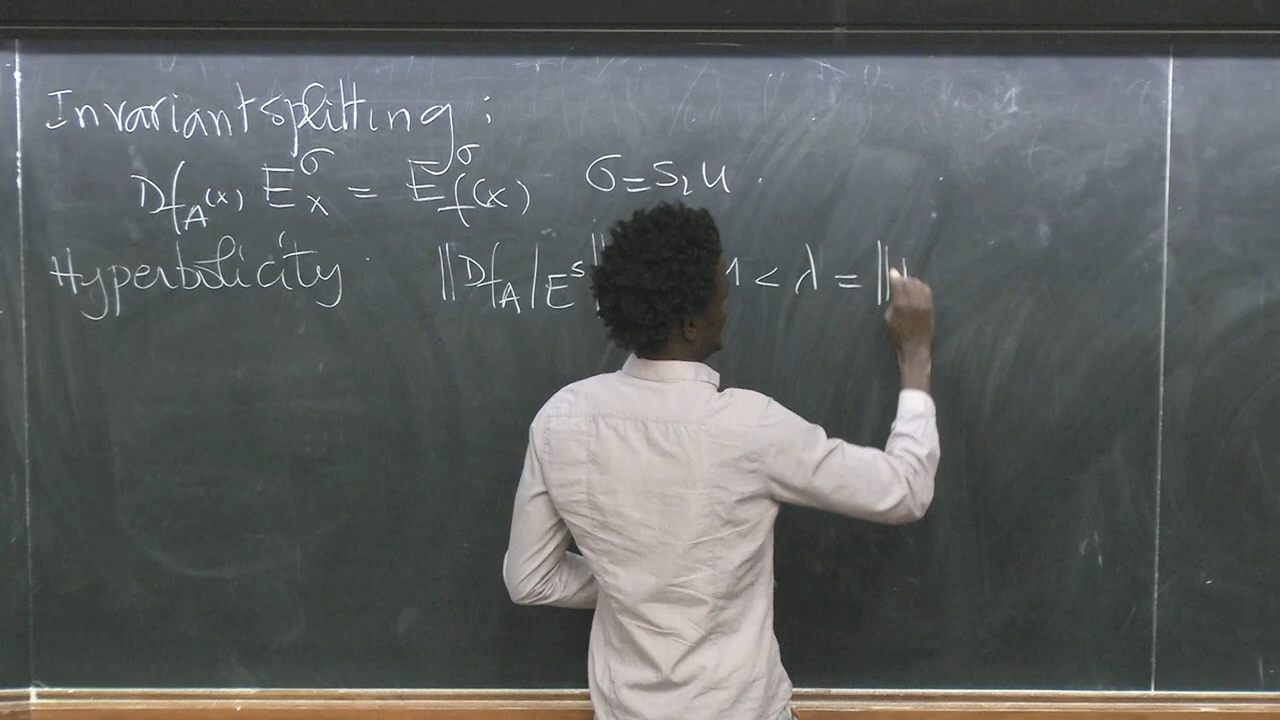 Invariant splitting :
Df_A(x) E^σ_x = E^σ_f(x) σ = s, u.
Hyperbolicity. ‖Df_A|E^s‖ 1 < λ = ‖